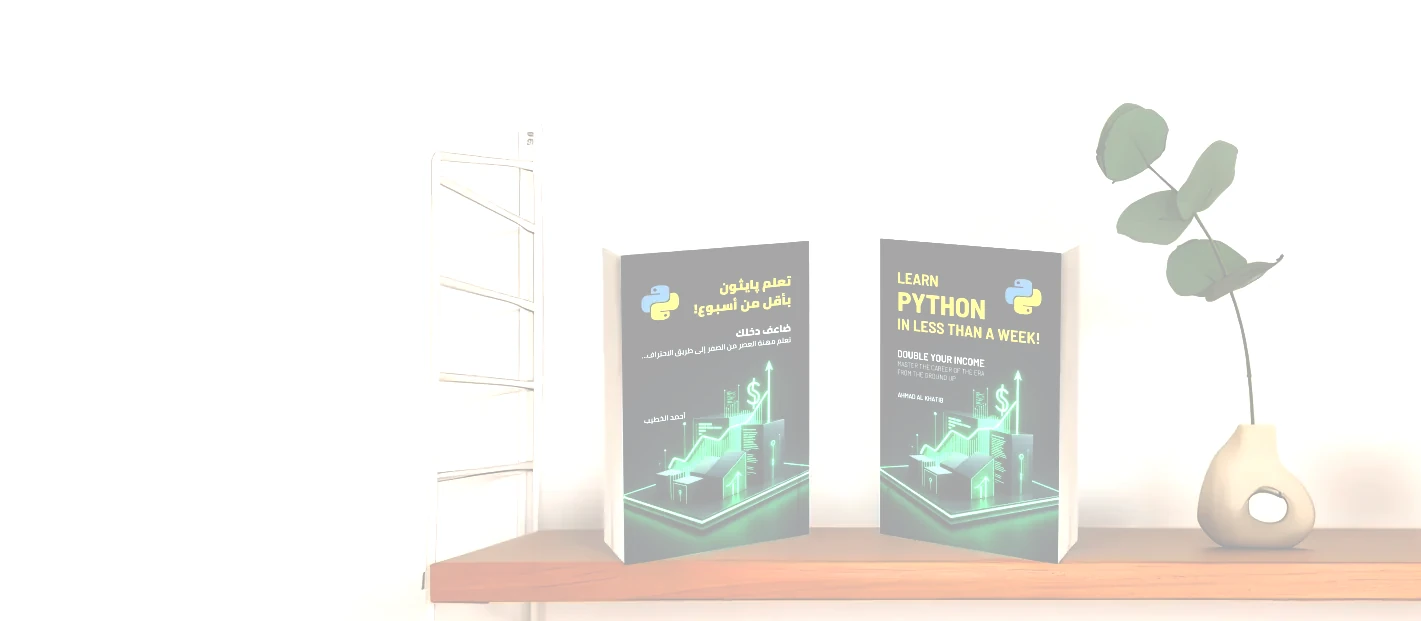 تعلم بايثون
بأقل من أسبوع!
ضاعف دخلك
تعلم مهنة العصر من الصفر إلى طريق الاحتراف...
أحمد الخطيب
LEARN
PYTHON
IN LESS THAN A WEEK!
DOUBLE YOUR INCOME
MASTER THE CAREER OF THE ERA
FROM THE GROUND UP
AHMAD AL KHATIB